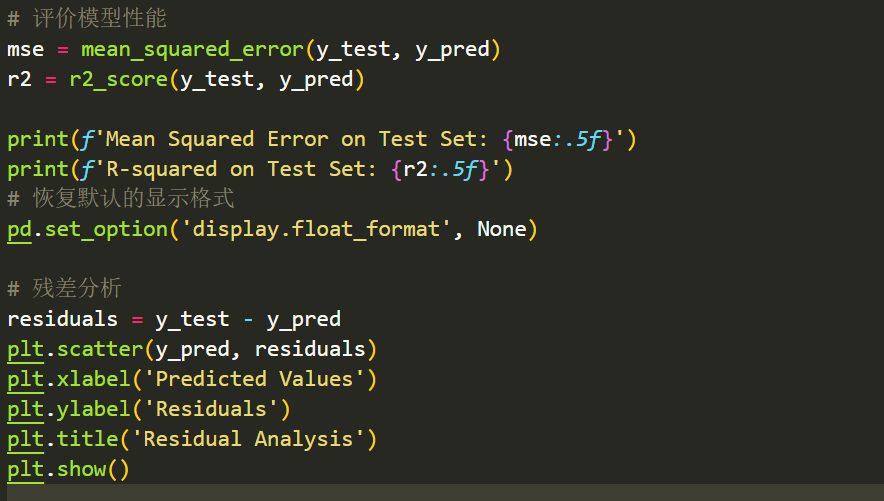 # 评价模型性能
mse = mean_squared_error(y_test, y_pred)
r2 = r2_score(y_test, y_pred)
print(f'Mean Squared Error on Test Set: {mse:.5f}')
print(f'R-squared on Test Set: {r2:.5f}')
# 恢复默认的显示格式
pd.set_option('display.float_format', None)
# 残差分析
residuals = y_test - y_pred
plt.scatter(y_pred, residuals)
plt.xlabel('Predicted Values')
plt.ylabel('Residuals')
plt.title('Residual Analysis')
plt.show()